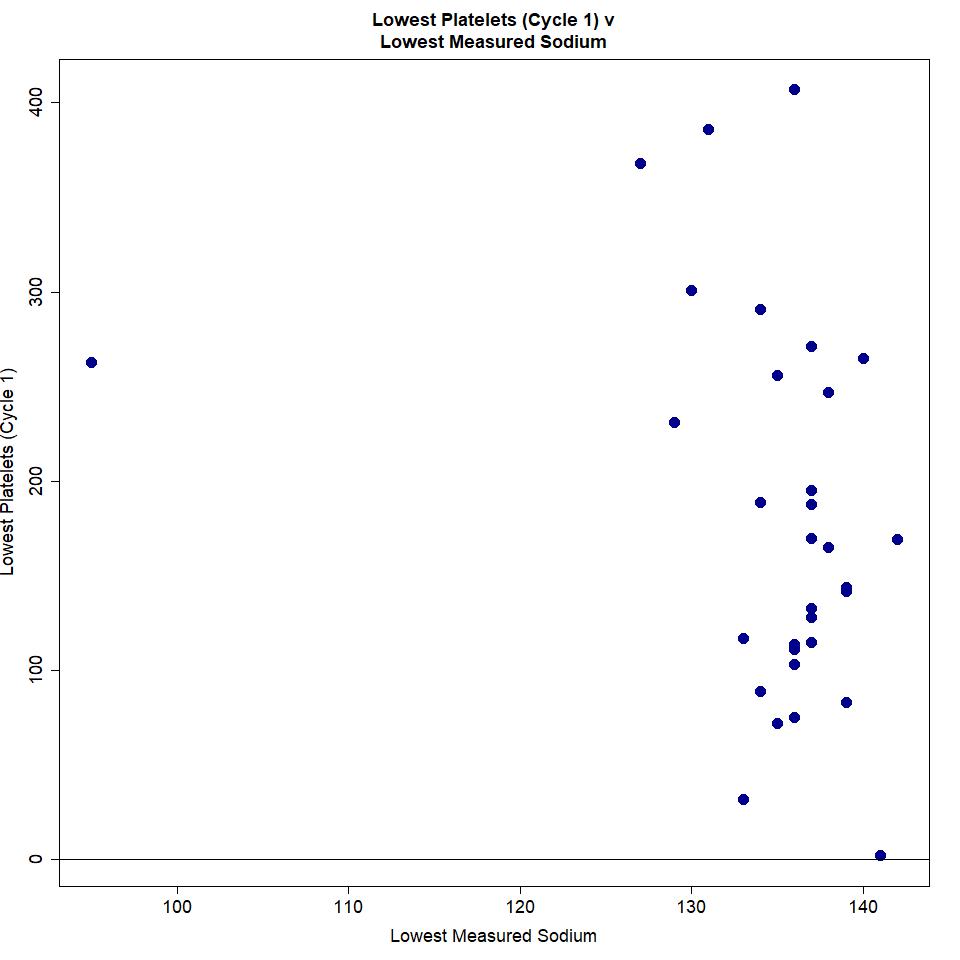 Lowest Platelets (Cycle 1) v
Lowest Measured Sodium
400
300
200
100
0
Lowest Platelets (Cycle 1)
100
110
120
130
140
Lowest Measured Sodium